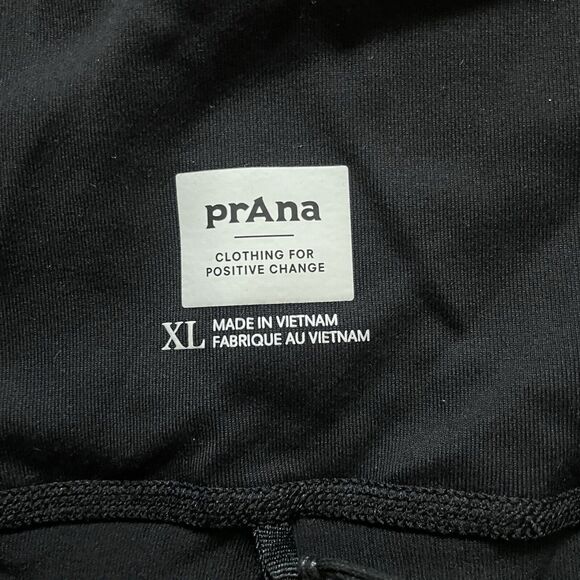 prAna
CLOTHING FOR
POSITIVE CHANGE
XL MADE IN VIETNAM
FABRIQUE AU VIETNAM